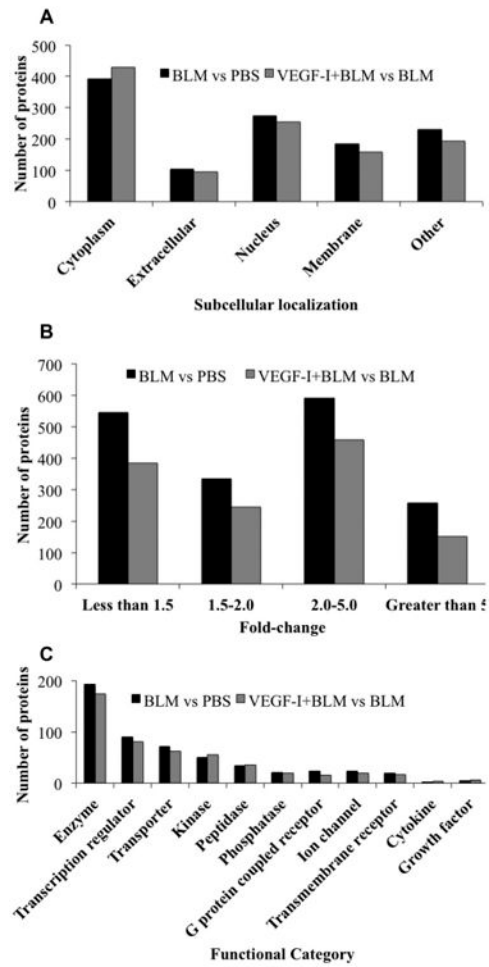 A
Number of proteins
500
400
300
200
100
0
BLM vs PBS
VEGF-I+BLM vs BLM
Cytoplasm
Extracellular
Nucleus
Membrane
Other
Subcellular localization
B
Number of proteins
700
600
500
400
300
200
100
0
BLM vs PBS
VEGF-I+BLM vs BLM
Less than 1.5
1.5-2.0
2.0-5.0
Greater than 5
Fold-change
C
Number of proteins
200
100
0
BLM vs PBS
VEGF-I+BLM vs BLM
Enzyme
Transcription regulator
Transporter
Kinase
Peptidase
Phosphatase
G protein coupled receptor
Ion channel
Transmembrane receptor
Cytokine
Growth factor
Functional Category